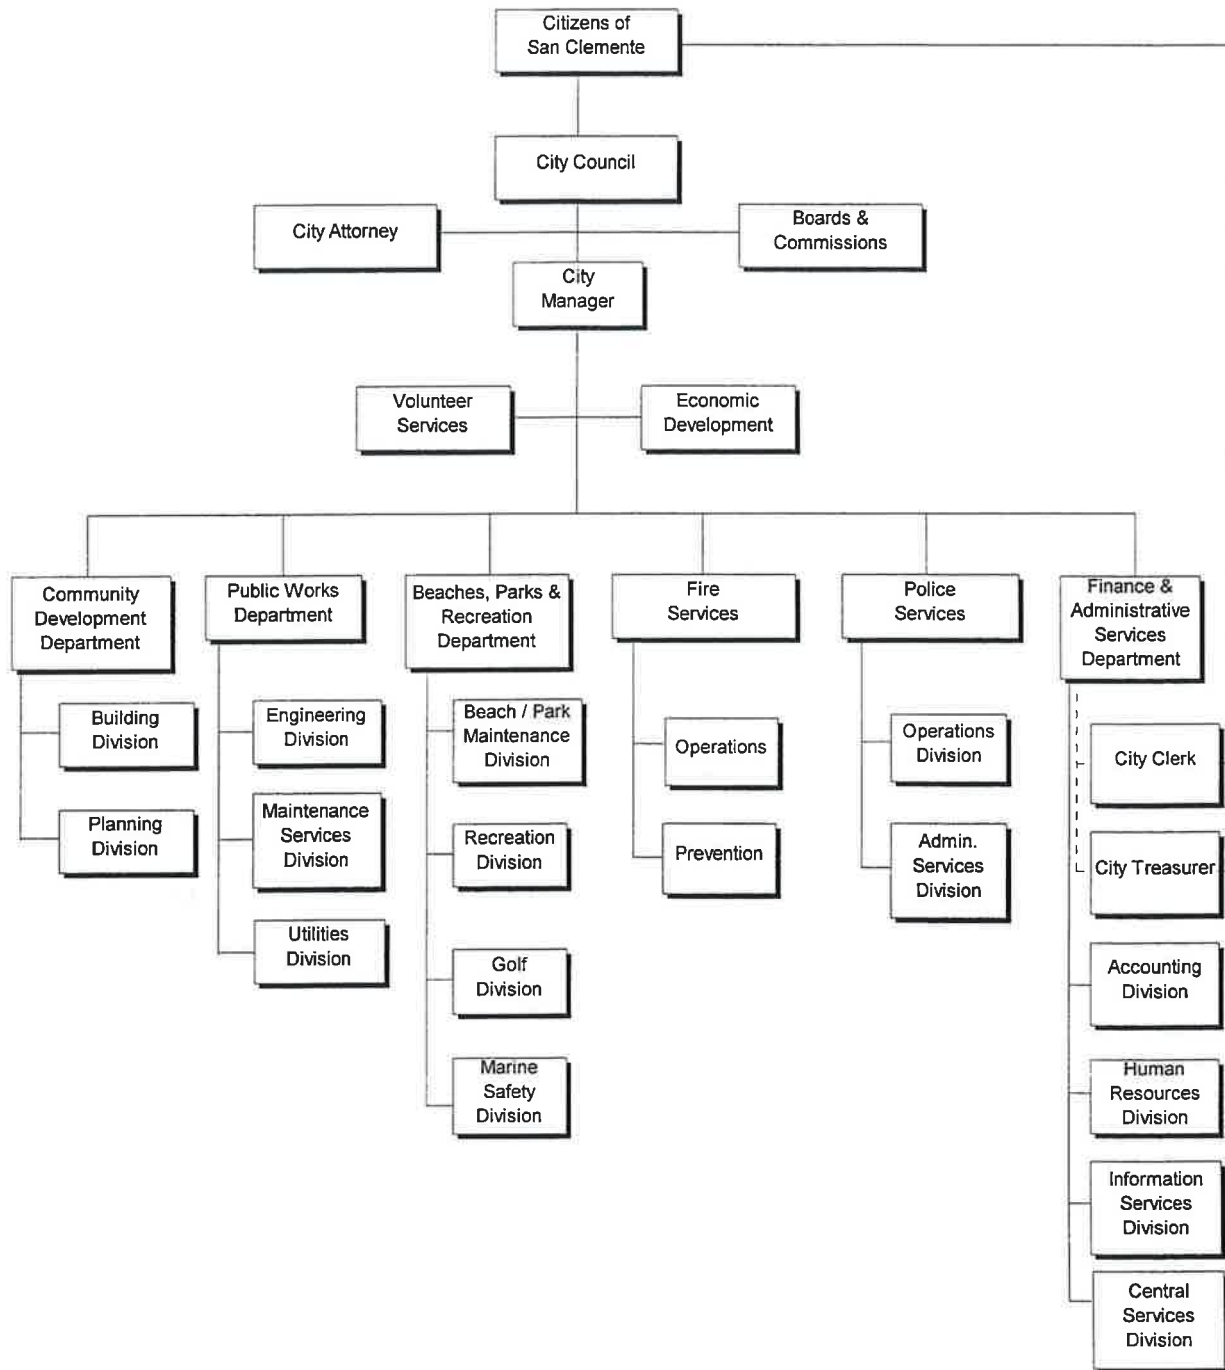 Citizens of
San Clemente
City Council
City Attorney
Boards &
Commissions
City
Manager
Volunteer
Services
Economic
Development
Community
Development
Department
Public Works
Department
Beaches, Parks &
Recreation
Department
Fire
Services
Police
Services
Finance &
Administrative
Services
Department
Building
Division
Planning
Division
Engineering
Division
Maintenance
Services
Division
Utilities
Division
Beach / Park
Maintenance
Division
Recreation
Division
Golf
Division
Marine
Safety
Division
Operations
Prevention
Operations
Division
Admin.
Services
Division
City Clerk
City Treasurer
Accounting
Division
Human
Resources
Division
Information
Services
Division
Central
Services
Division